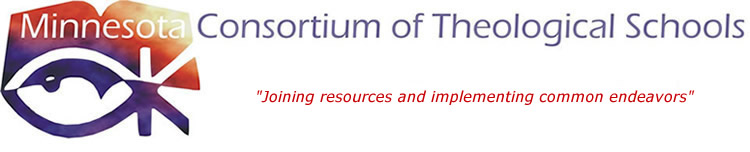 Minnesota Consortium of Theological Schools
"Joining resources and implementing common endeavors"